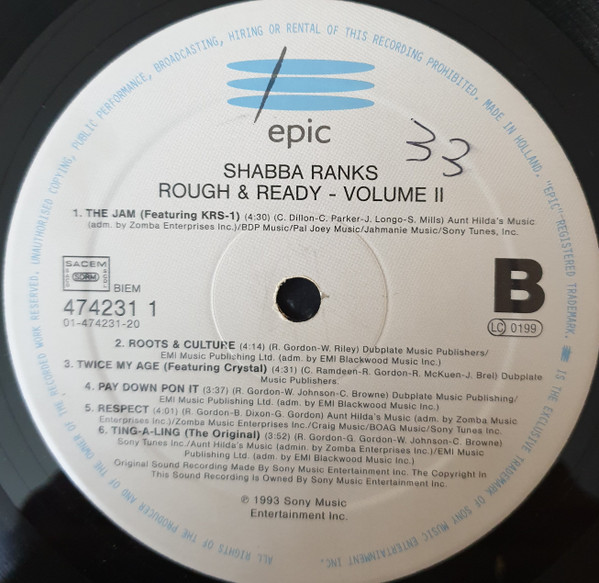 ALL RIGHTS OF THE PRODUCER AND OF THE OWNER OF THE RECORDED WORK RESERVED. UNAUTHORISED COPYING, PUBLIC PERFORMANCE, BROADCASTING, HIRING OR RENTAL OF THIS RECORDING PROHIBITED. MADE IN HOLLAND. "EPIC"-REGISTERED TRADEMARK. IS THE EXCLUSIVE TRADEMARK OF SONY MUSIC ENTERTAINMENT INC.
epic
33
SHABBA RANKS
ROUGH & READY - VOLUME II
1. THE JAM (Featuring KRS-1) (4:30) (C. Dillon-C. Parker-J. Longo-S. Mills) Aunt Hilda's Music
(adm. by Zomba Enterprises Inc.)/BDP Music/Pal Joey Music/Jahmanie Music/Sony Tunes, Inc.
SACEM
SDRM
BIEM
474231 1
01-474231-20
B
LC 0199
2. ROOTS & CULTURE (4:14) (R. Gordon-W. Riley) Dubplate Music Publishers/
EMI Music Publishing Ltd. (adm. by EMI Blackwood Music Inc.)
3. TWICE MY AGE (Featuring Crystal) (4:31) (C. Ramdeen-R. Gordon-R. McKuen-J. Brel) Dubplate
Music Publishers.
4. PAY DOWN PON IT (3:37) (R. Gordon-W. Johnson-C. Browne) Dubplate Music Publishing/
EMI Music Publishing Ltd. (adm. by EMI Blackwood Music Inc.)
5. RESPECT (4:01) (R. Gordon-B. Dixon-G. Gordon) Aunt Hilda's Music (adm. by Zomba Music
Enterprises Inc.)/Zomba Music Enterprises Inc./Craig Music/BOAG Music/Sony Tunes Inc.
6. TING-A-LING (The Original) (3:52) (R. Gordon-G. Gordon-W. Johnson-C. Browne)
Sony Tunes Inc./Aunt Hilda's Music (admin. by Zomba Enterprises Inc.)/EMI Music
Publishing Ltd. (adm. by EMI Blackwood Music Inc.)
Original Sound Recording Made By Sony Music Entertainment Inc. The Copyright in
This Sound Recording Is Owned By Sony Music Entertainment Inc.
℗ 1993 Sony Music
Entertainment Inc.